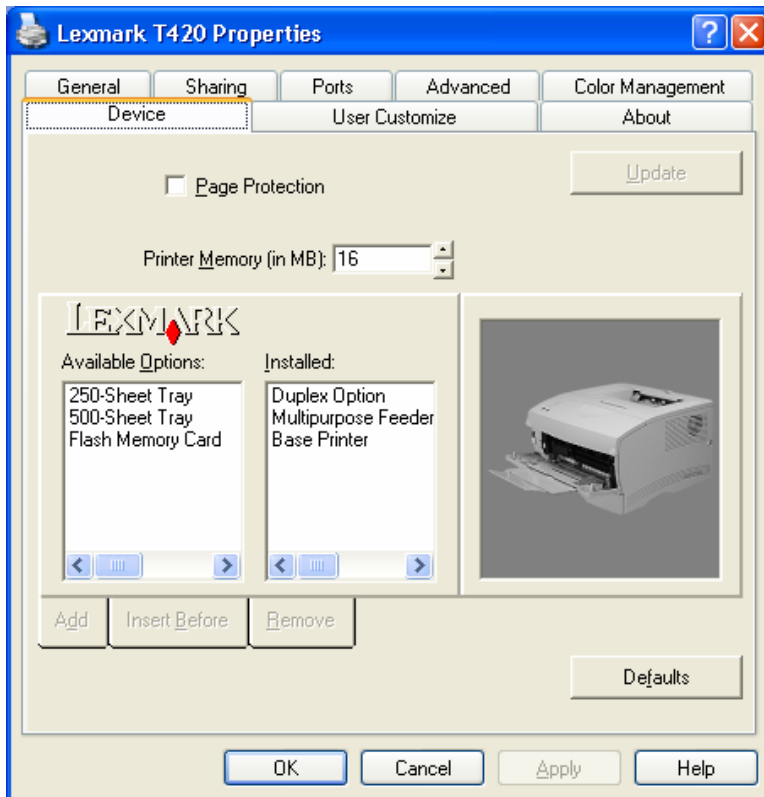 Lexmark T420 Properties
General Sharing Ports Advanced Color Management
Device User Customize About
Page Protection
Update
Printer Memory (in MB): 16
LEXMARK
Available Options: Installed:
250-Sheet Tray Duplex Option
500-Sheet Tray Multipurpose Feeder
Flash Memory Card Base Printer
Add Insert Before Remove
Defaults
OK Cancel Apply Help